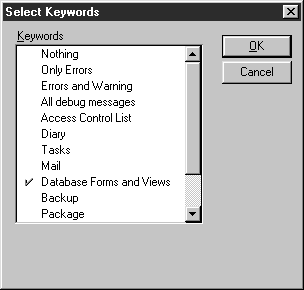 Select Keywords
Keywords
Nothing
Only Errors
Errors and Warning
All debug messages
Access Control List
Diary
Tasks
Mail
Database Forms and Views
Backup
Package
OK
Cancel